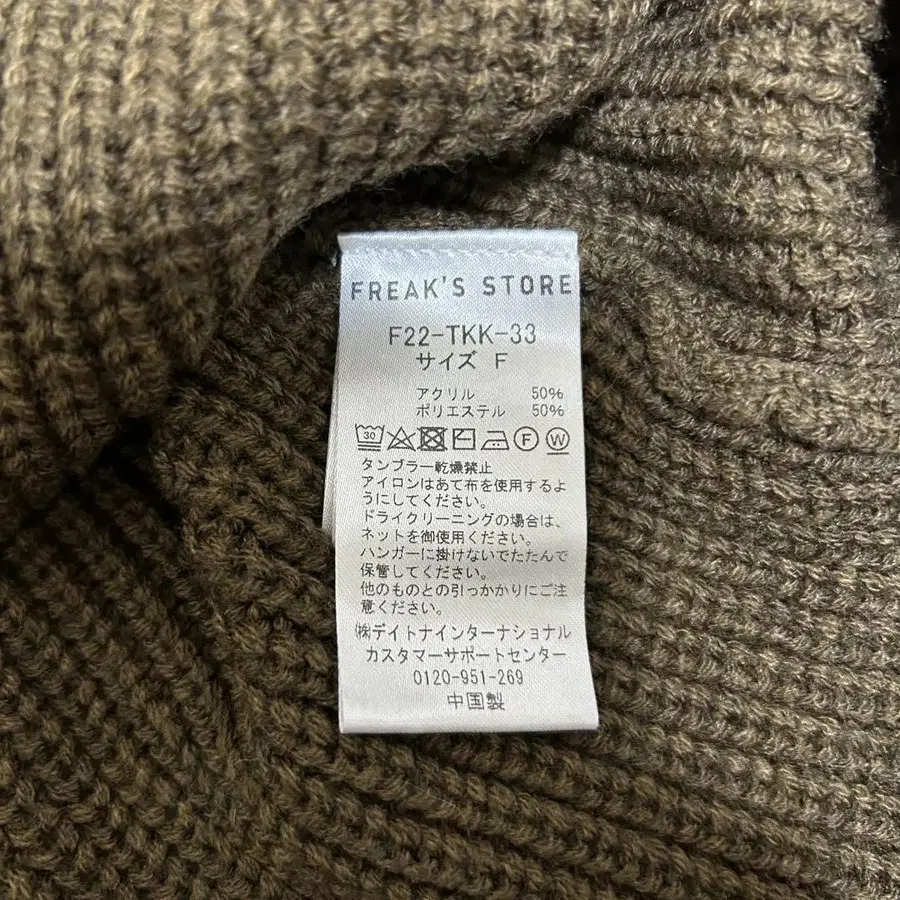 FREAK'S STORE
F22-TKK-33
サイズ F
アクリル 50%
ポリエステル 50%
30 F W
タンブラー乾燥禁止
アイロンはあて布を使用するよ
うにしてください。
ドライクリーニングの場合は、
ネットを御使用ください。
ハンガーに掛けないでたたんで
保管してください。
他のものとの引っかかりにご注
意ください。
㈱デイトナインターナショナル
カスタマーサポートセンター
0120-951-269
中国製